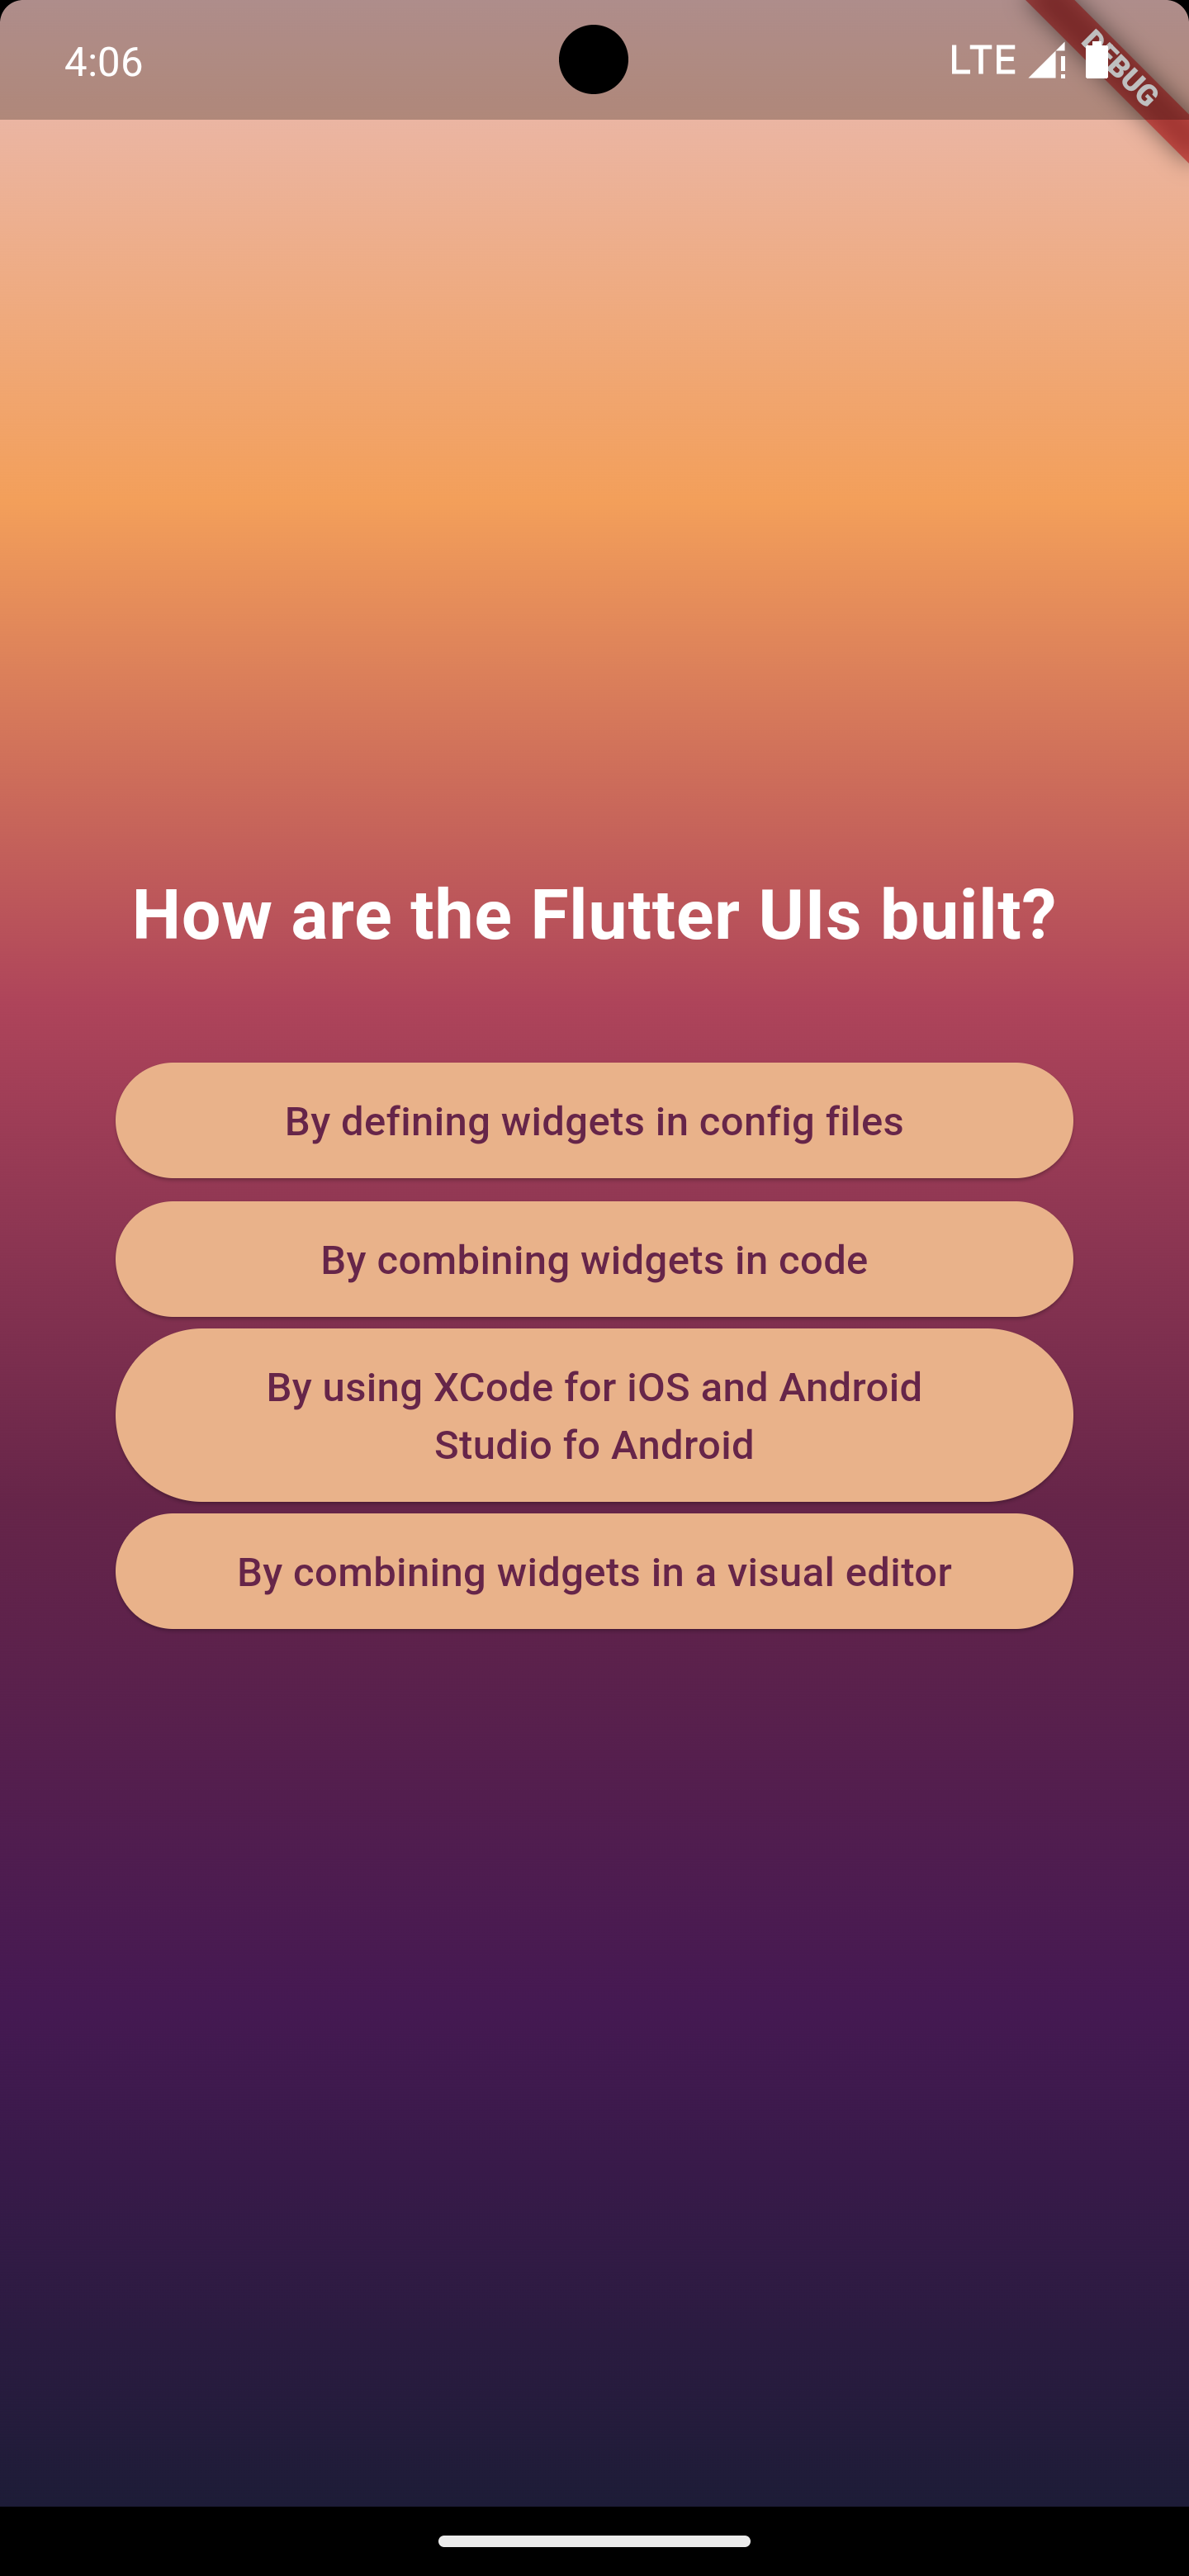 4:06
LTE
DEBUG
How are the Flutter UIs built?
By defining widgets in config files
By combining widgets in code
By using XCode for iOS and Android
Studio fo Android
By combining widgets in a visual editor